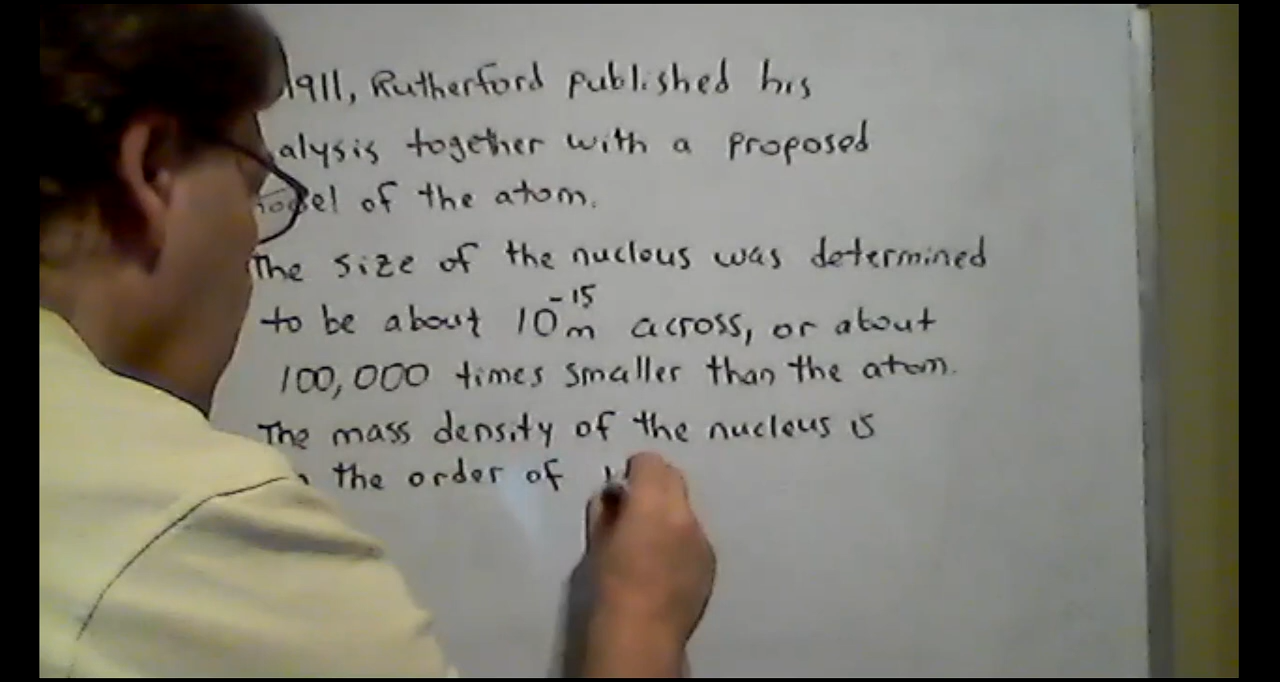 1911, Rutherford published his
alysis together with a proposed
odel of the atom.
The size of the nuclous was determined
to be about 10⁻¹⁵m across, or about
100,000 times smaller than the atom.
The mass density of the nucleus is
the order of